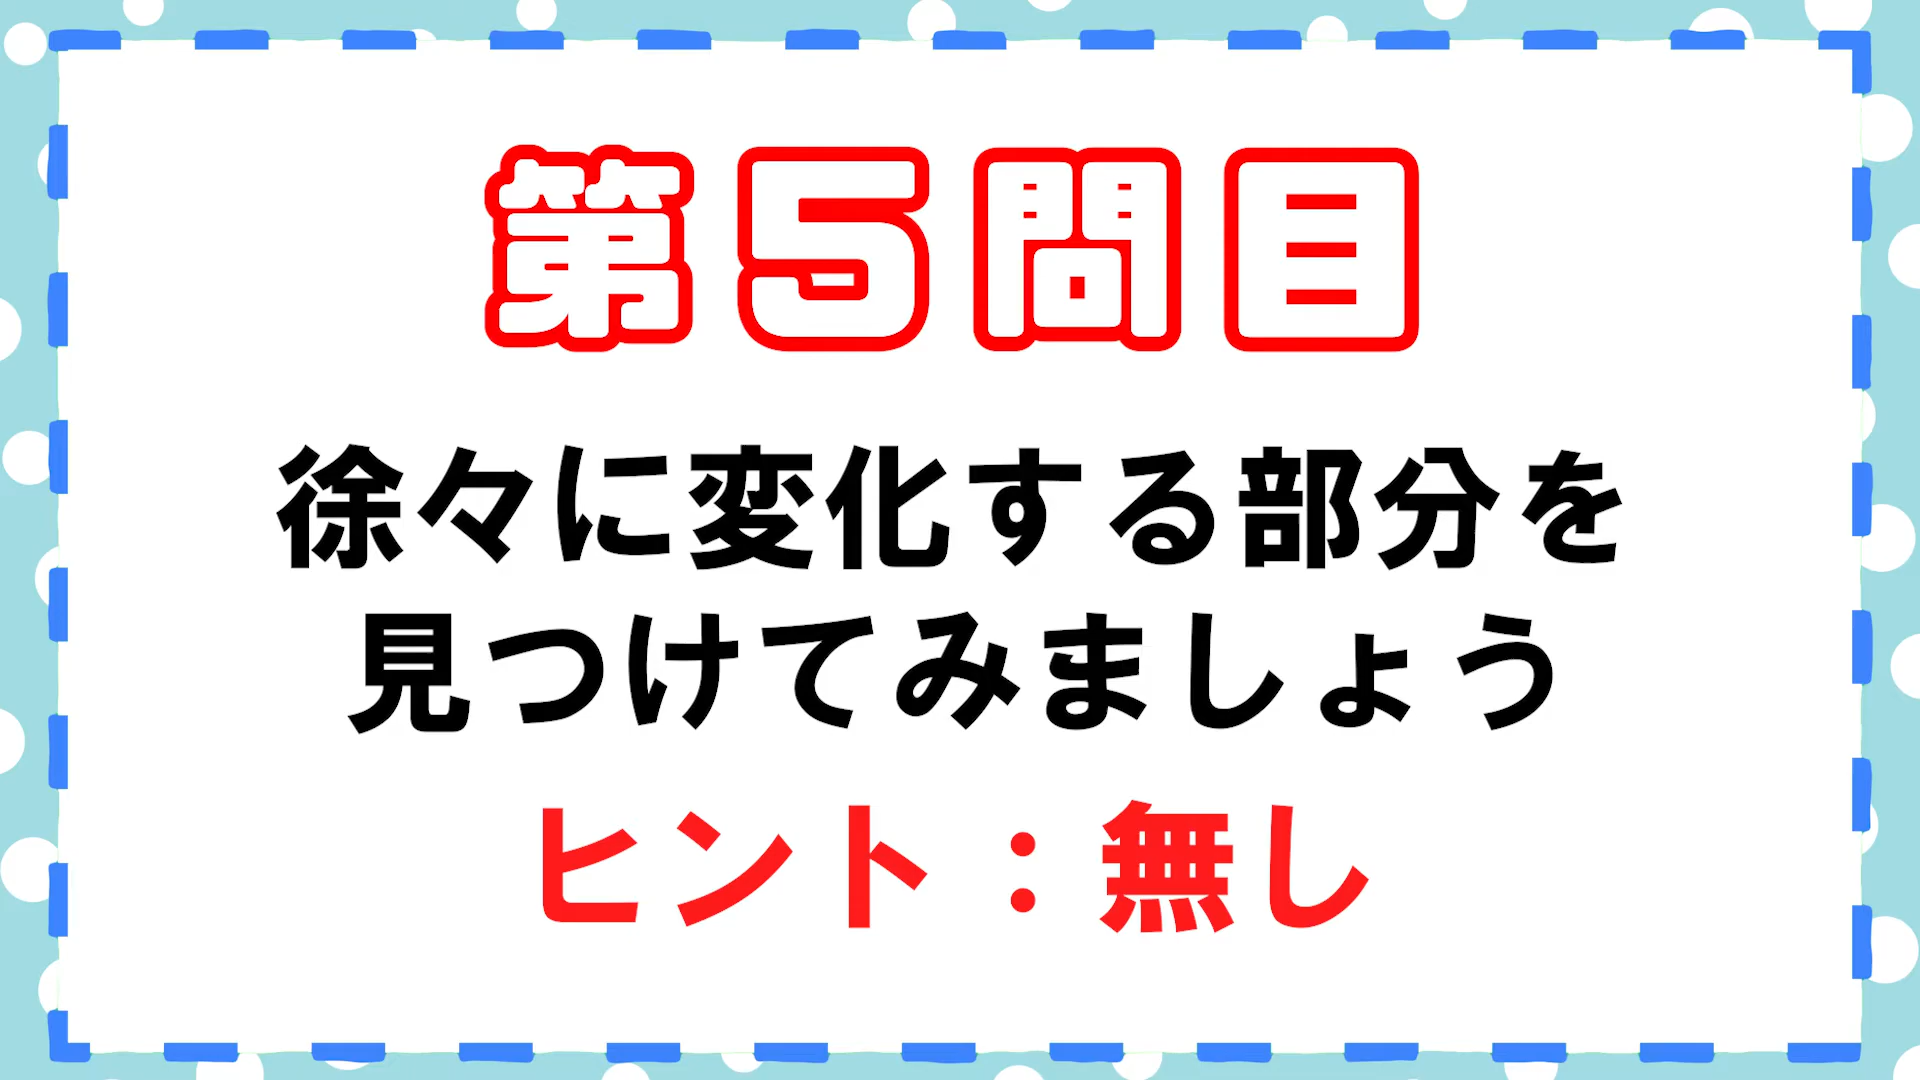 第５問目
徐々に変化する部分を
見つけてみましょう
ヒント：無し